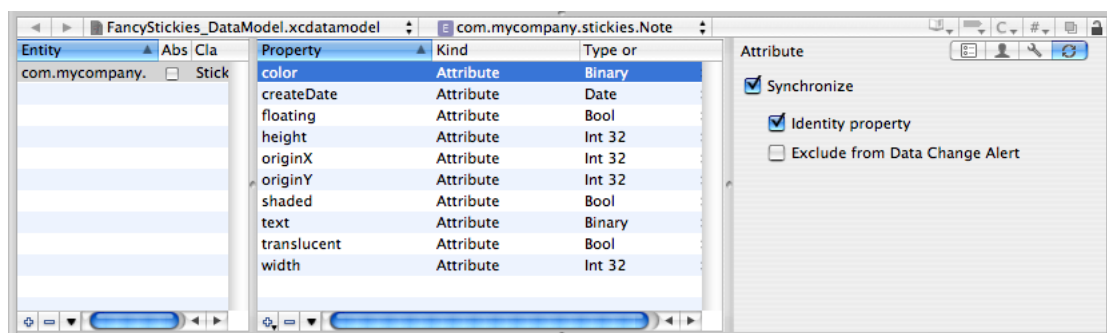 FancyStickies_DataModel.xcdatamodel E com.mycompany.stickies.Note C #
Entity Abs Cla Property Kind Type or Attribute
com.mycompany. Stick color Attribute Binary
createDate Attribute Date Synchronize
floating Attribute Bool
height Attribute Int 32 Identity property
originX Attribute Int 32 Exclude from Data Change Alert
originY Attribute Int 32
shaded Attribute Bool
text Attribute Binary
translucent Attribute Bool
width Attribute Int 32